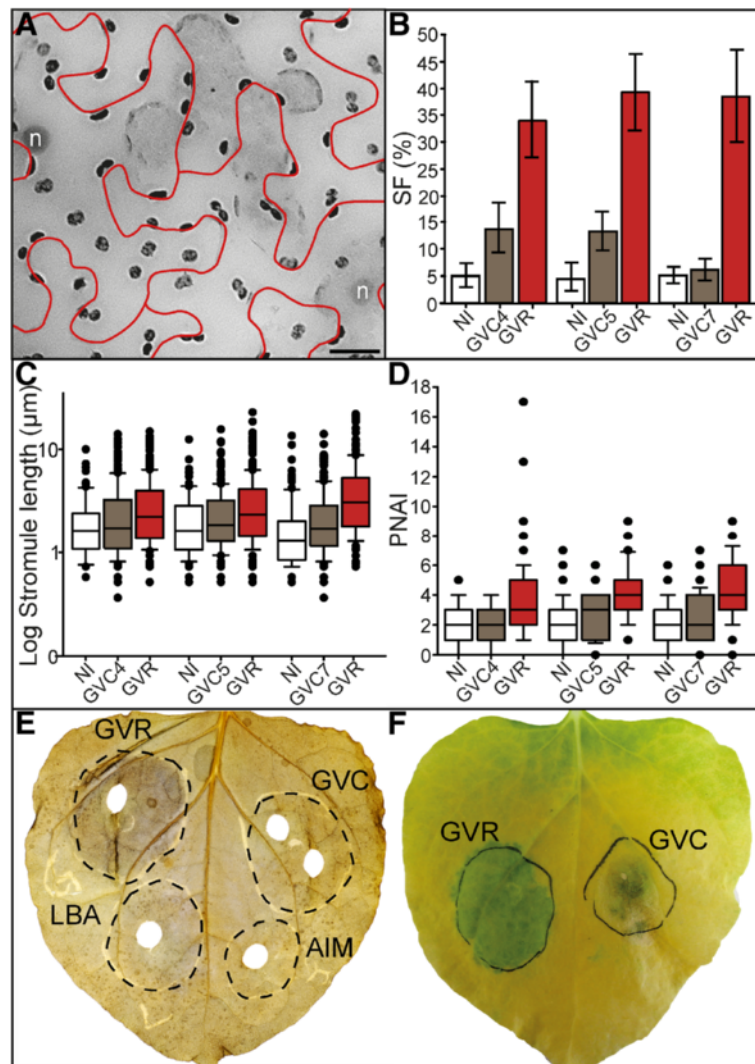 A
n
n
B
SF (%)
50
45
40
35
30
25
20
15
10
5
0
NI
GVC4
GVR
NI
GVC5
GVR
NI
GVC7
GVR
C
Log Stromule length (µm)
10
1
0
NI
GVC4
GVR
NI
GVC5
GVR
NI
GVC7
GVR
D
PNAI
18
16
14
12
10
8
6
4
2
0
NI
GVC4
GVR
NI
GVC5
GVR
NI
GVC7
GVR
E
GVR
GVC
LBA
AIM
F
GVR
GVC